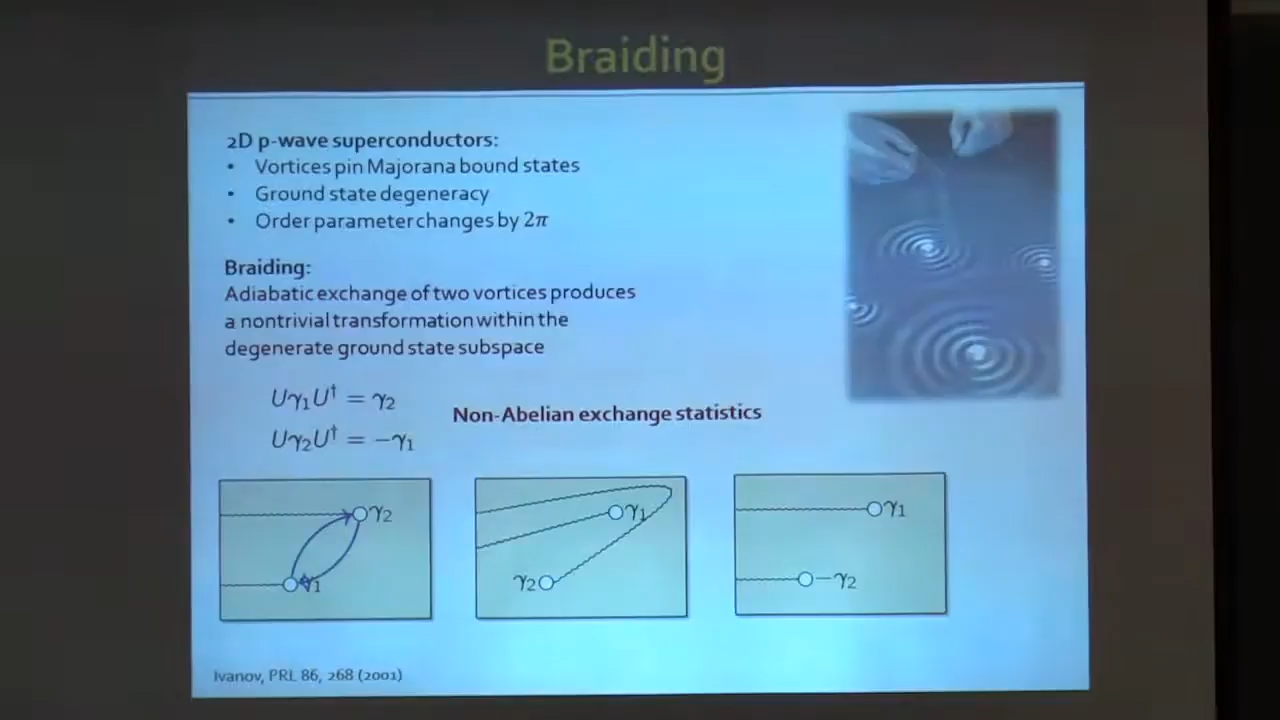 Braiding
2D p-wave superconductors:
• Vortices pin Majorana bound states
• Ground state degeneracy
• Order parameter changes by 2π
Braiding:
Adiabatic exchange of two vortices produces
a nontrivial transformation within the
degenerate ground state subspace
Uγ₁U† = γ₂
Non-Abelian exchange statistics
Uγ₂U† = −γ₁
γ₂
γ₁
γ₁
γ₂
γ₁
−γ₂
Ivanov, PRL 86, 268 (2001)